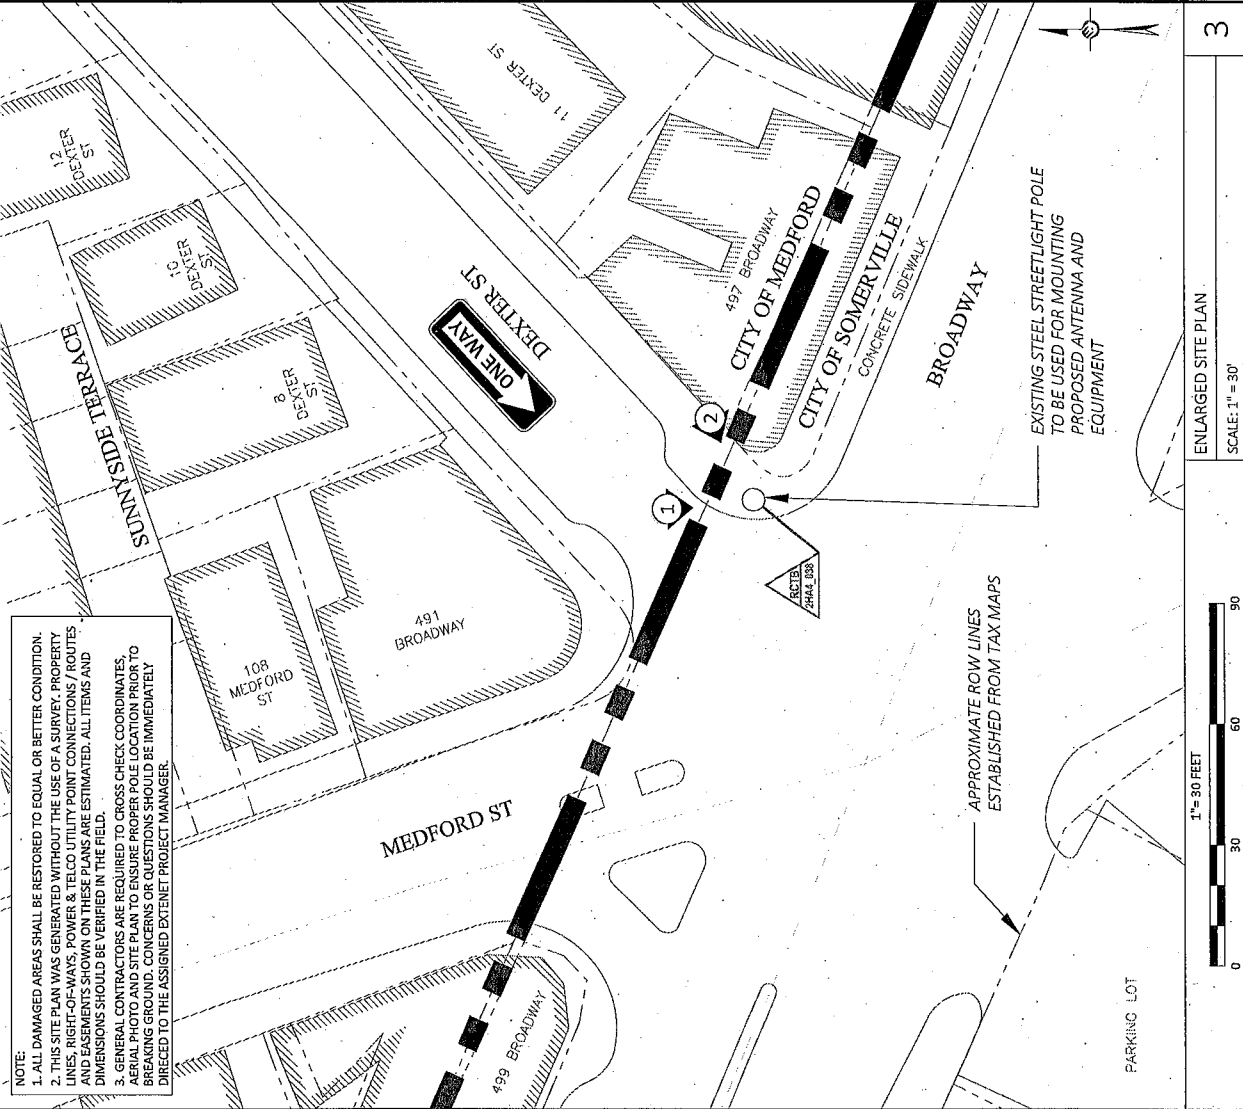 NOTE:
1. ALL DAMAGED AREAS SHALL BE RESTORED TO EQUAL OR BETTER CONDITION.
2. THIS SITE PLAN WAS GENERATED WITHOUT THE USE OF A SURVEY. PROPERTY
LINES, RIGHT-OF-WAYS, POWER & TELCO UTILITY POINT CONNECTIONS / ROUTES
AND EASEMENTS SHOWN ON THESE PLANS ARE ESTIMATED. ALL ITEMS AND
DIMENSIONS SHOULD BE VERIFIED IN THE FIELD.
3. GENERAL CONTRACTORS ARE REQUIRED TO CROSS CHECK COORDINATES,
AERIAL PHOTO AND SITE PLAN TO ENSURE PROPER POLE LOCATION PRIOR TO
BREAKING GROUND. CONCERNS OR QUESTIONS SHOULD BE IMMEDIATELY
DIRECED TO THE ASSIGNED EXTENET PROJECT MANAGER.
SUNNYSIDE TERRRACE
12
DEXTER
ST
10
DEXTER
ST
8
DEXTER
ST
11 DEXTER ST
108
MEDFORD
ST
491
BROADWAY
ONE WAY
DEXTER ST
MEDFORD ST
497 BROADWAY
CITY OF MEDFORD
CITY OF SOMERVILLE
CONCRETE SIDEWALK
BROADWAY
1
2
RCTB
2HA4_038
499 BROADWAY
EXISTING STEEL STREETLIGHT POLE
TO BE USED FOR MOUNTING
PROPOSED ANTENNA AND
EQUIPMENT
APPROXIMATE ROW LINES
ESTABLISHED FROM TAX MAPS
PARKING LOT
1"= 30 FEET
0 30 60 90
ENLARGED SITE PLAN
SCALE: 1" = 30'
3